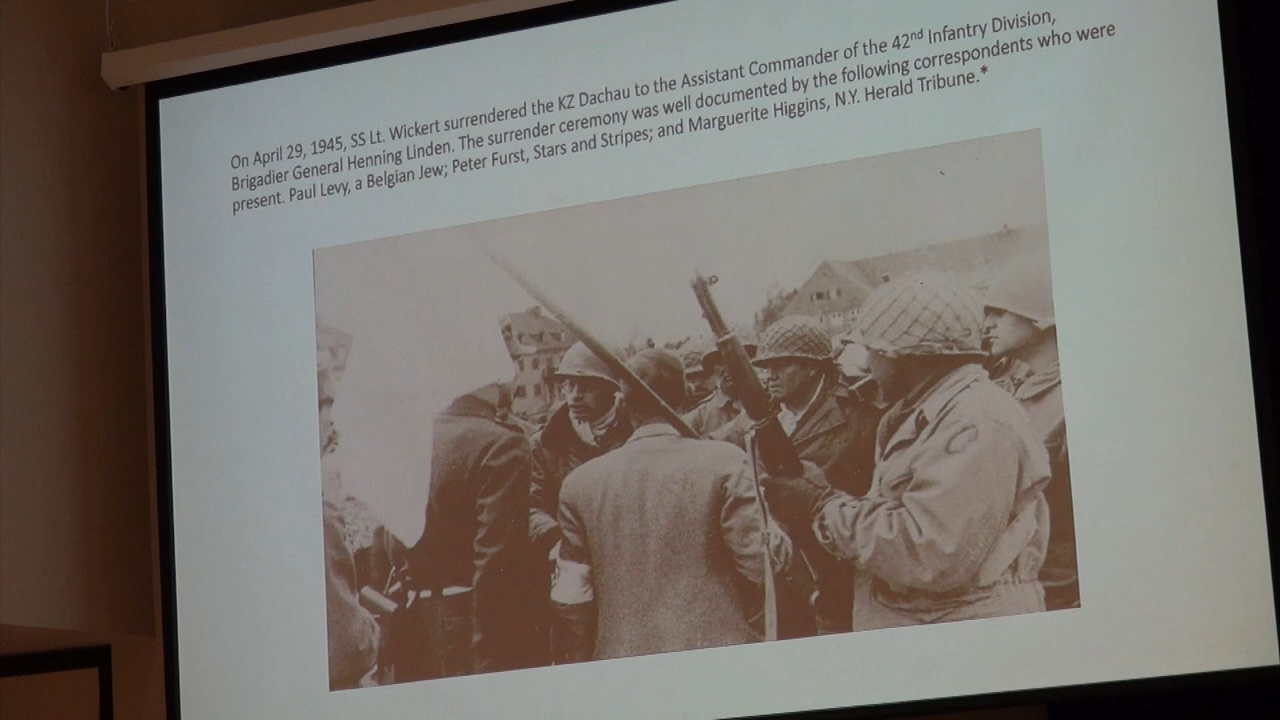 On April 29, 1945, SS Lt. Wickert surrendered the KZ Dachau to the Assistant Commander of the 42nd Infantry Division,
Brigadier General Henning Linden. The surrender ceremony was well documented by the following correspondents who were
present. Paul Levy, a Belgian Jew; Peter Furst, Stars and Stripes; and Marguerite Higgins, N.Y. Herald Tribune.*